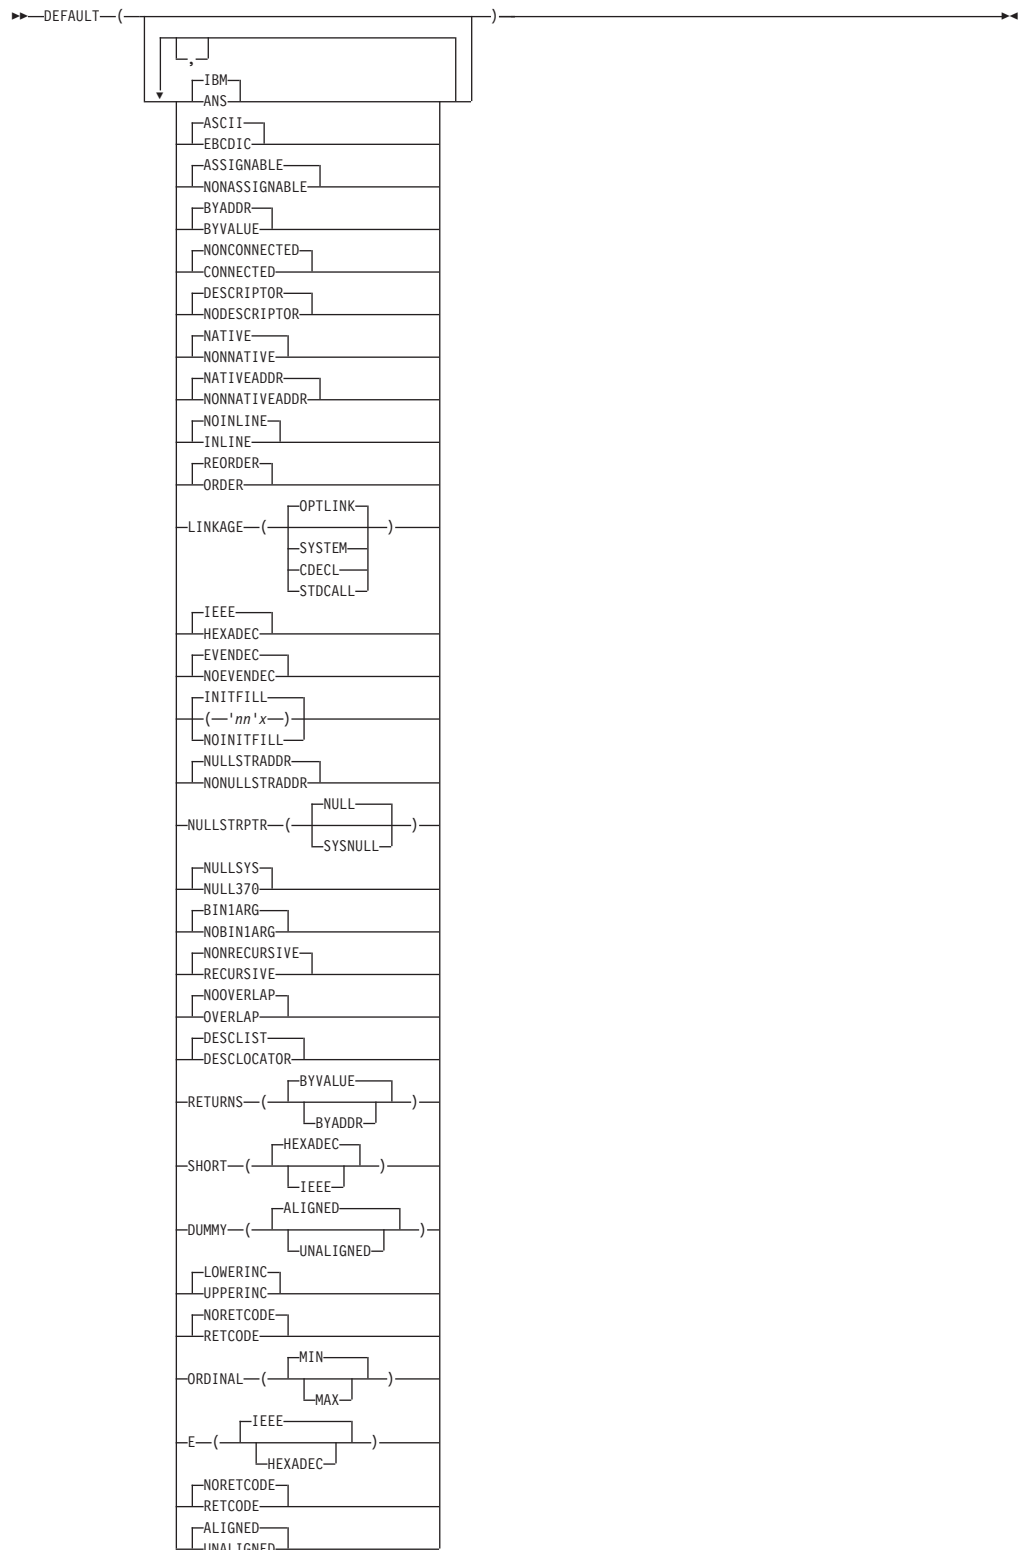 DEFAULT ( )
,
IBM
ANS
ASCII
EBCDIC
ASSIGNABLE
NONASSIGNABLE
BYADDR
BYVALUE
NONCONNECTED
CONNECTED
DESCRIPTOR
NODESCRIPTOR
NATIVE
NONNATIVE
NATIVEADDR
NONNATIVEADDR
NOINLINE
INLINE
REORDER
ORDER
OPTLINK
LINKAGE ( )
SYSTEM
CDECL
STDCALL
IEEE
HEXADEC
EVENDEC
NOEVENDEC
INITFILL
( 'nn'x )
NOINITFILL
NULLSTRADDR
NONULLSTRADDR
NULL
NULLSTRPTR ( )
SYSNULL
NULLSYS
NULL370
BIN1ARG
NOBIN1ARG
NONRECURSIVE
RECURSIVE
NOOVERLAP
OVERLAP
DESCLIST
DESCLOCATOR
BYVALUE
RETURNS ( )
BYADDR
HEXADEC
SHORT ( )
IEEE
ALIGNED
DUMMY ( )
UNALIGNED
LOWERINC
UPPERINC
NORETCODE
RETCODE
MIN
ORDINAL ( )
MAX
IEEE
E ( )
HEXADEC
NORETCODE
RETCODE
ALIGNED
UNALIGNED